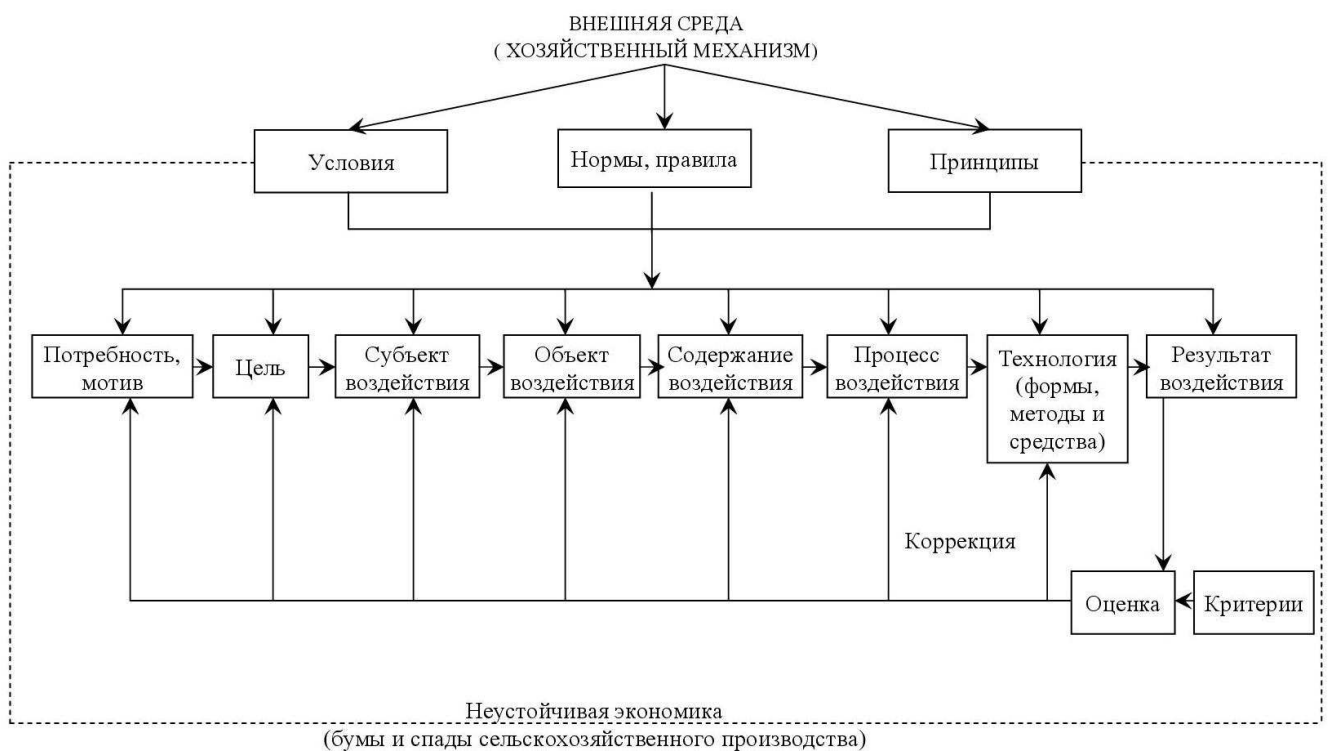 ВНЕШНЯЯ СРЕДА
( ХОЗЯЙСТВЕННЫЙ МЕХАНИЗМ)
Условия
Нормы, правила
Принципы
Потребность,
мотив
Цель
Субъект
воздействия
Объект
воздействия
Содержание
воздействия
Процесс
воздействия
Технология
(формы,
методы и
средства)
Результат
воздействия
Коррекция
Оценка
Критерии
Неустойчивая экономика
(бумы и спады сельскохозяйственного производства)